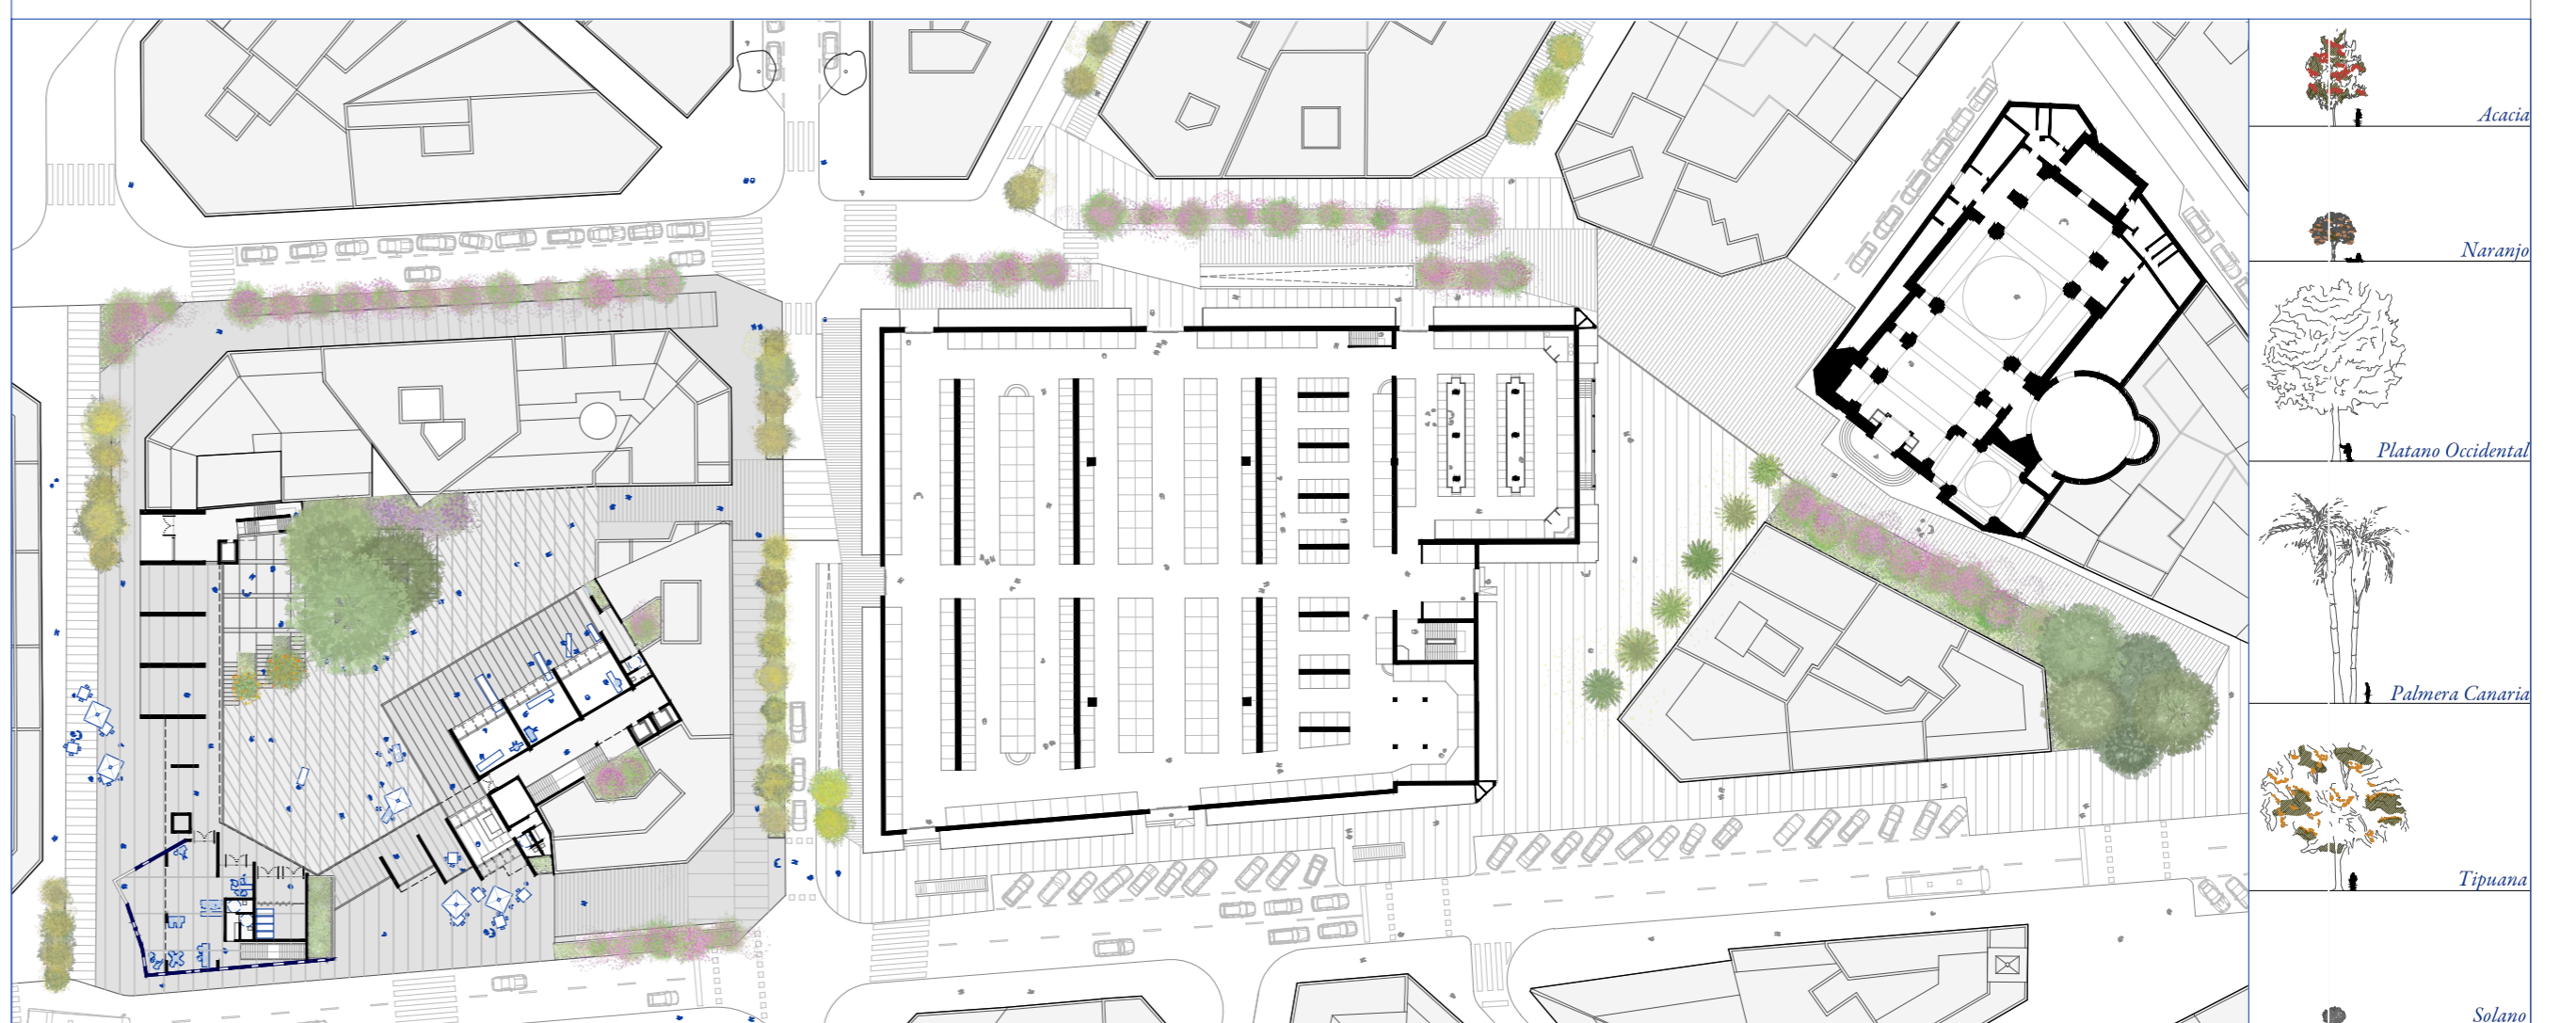 Acacia
Naranjo
Platano Occidental
Palmera Canaria
Tipuana
Solano